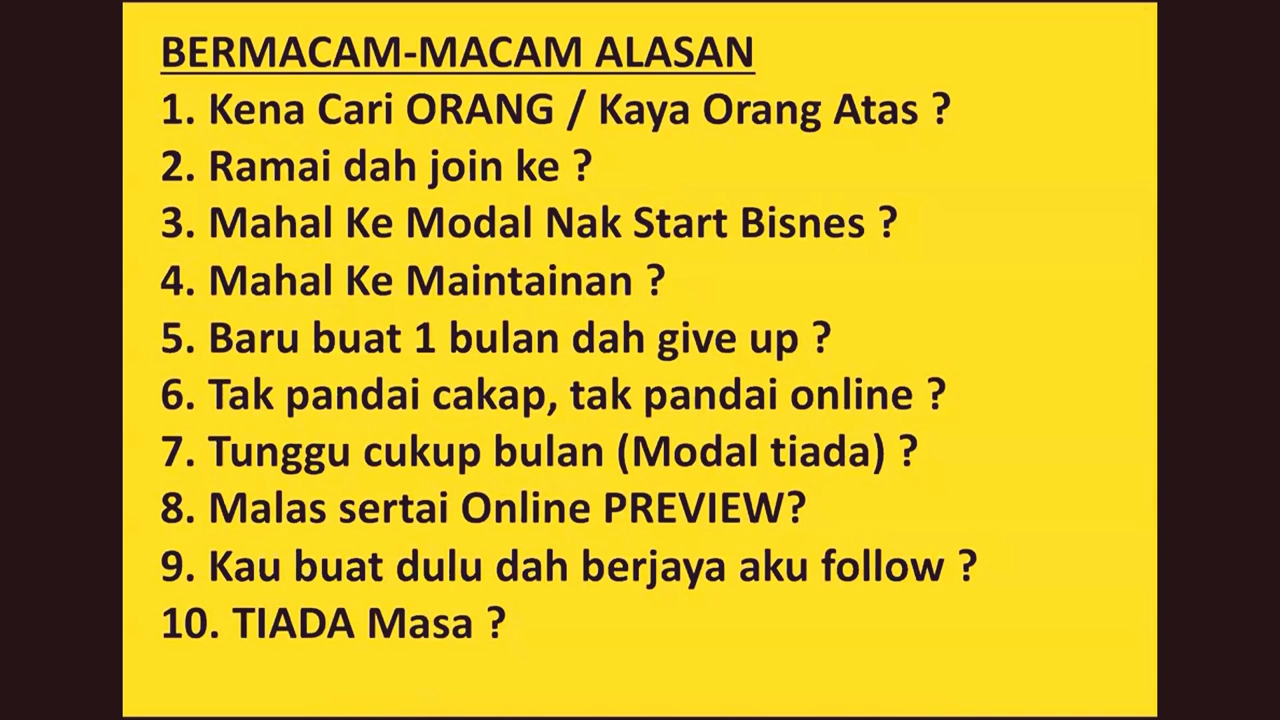 BERMACAM-MACAM ALASAN
1. Kena Cari ORANG / Kaya Orang Atas ?
2. Ramai dah join ke ?
3. Mahal Ke Modal Nak Start Bisnes ?
4. Mahal Ke Maintainan ?
5. Baru buat 1 bulan dah give up ?
6. Tak pandai cakap, tak pandai online ?
7. Tunggu cukup bulan (Modal tiada) ?
8. Malas sertai Online PREVIEW?
9. Kau buat dulu dah berjaya aku follow ?
10. TIADA Masa ?